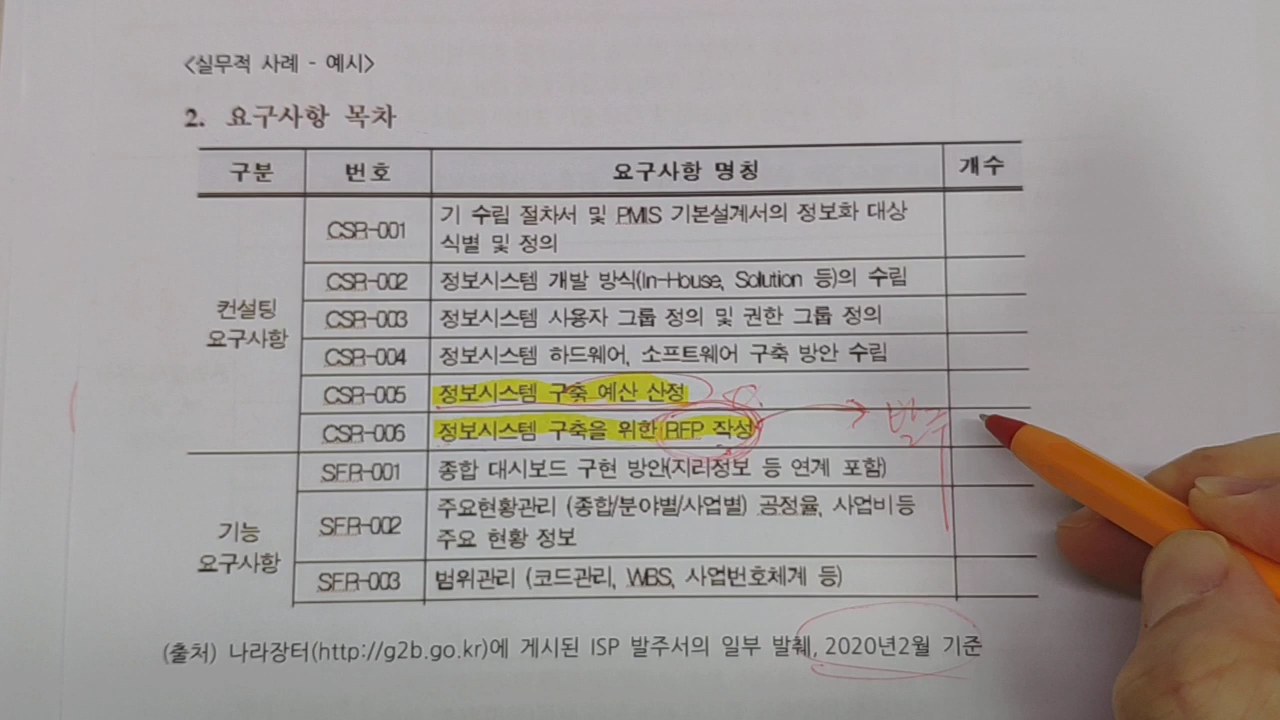 <실무적 사례 - 예시>
2. 요구사항 목차
구분 번호 요구사항 명칭 개수
컨설팅
요구사항
CSR-001 기 수립 절차서 및 PMIS 기본설계서의 정보화 대상
식별 및 정의
CSR-002 정보시스템 개발 방식(In-House, Solution 등)의 수립
CSR-003 정보시스템 사용자 그룹 정의 및 권한 그룹 정의
CSR-004 정보시스템 하드웨어, 소프트웨어 구축 방안 수립
CSR-005 정보시스템 구축 예산 산정
CSR-006 정보시스템 구축을 위한 RFP 작성
발주
기능
요구사항
SFR-001 종합 대시보드 구현 방안(지리정보 등 연계 포함)
SFR-002 주요현황관리 (종합/분야별/사업별) 공정율, 사업비등
주요 현황 정보
SFR-003 범위관리 (코드관리, WBS, 사업번호체계 등)
(출처) 나라장터(http://g2b.go.kr)에 게시된 ISP 발주서의 일부 발췌, 2020년2월 기준